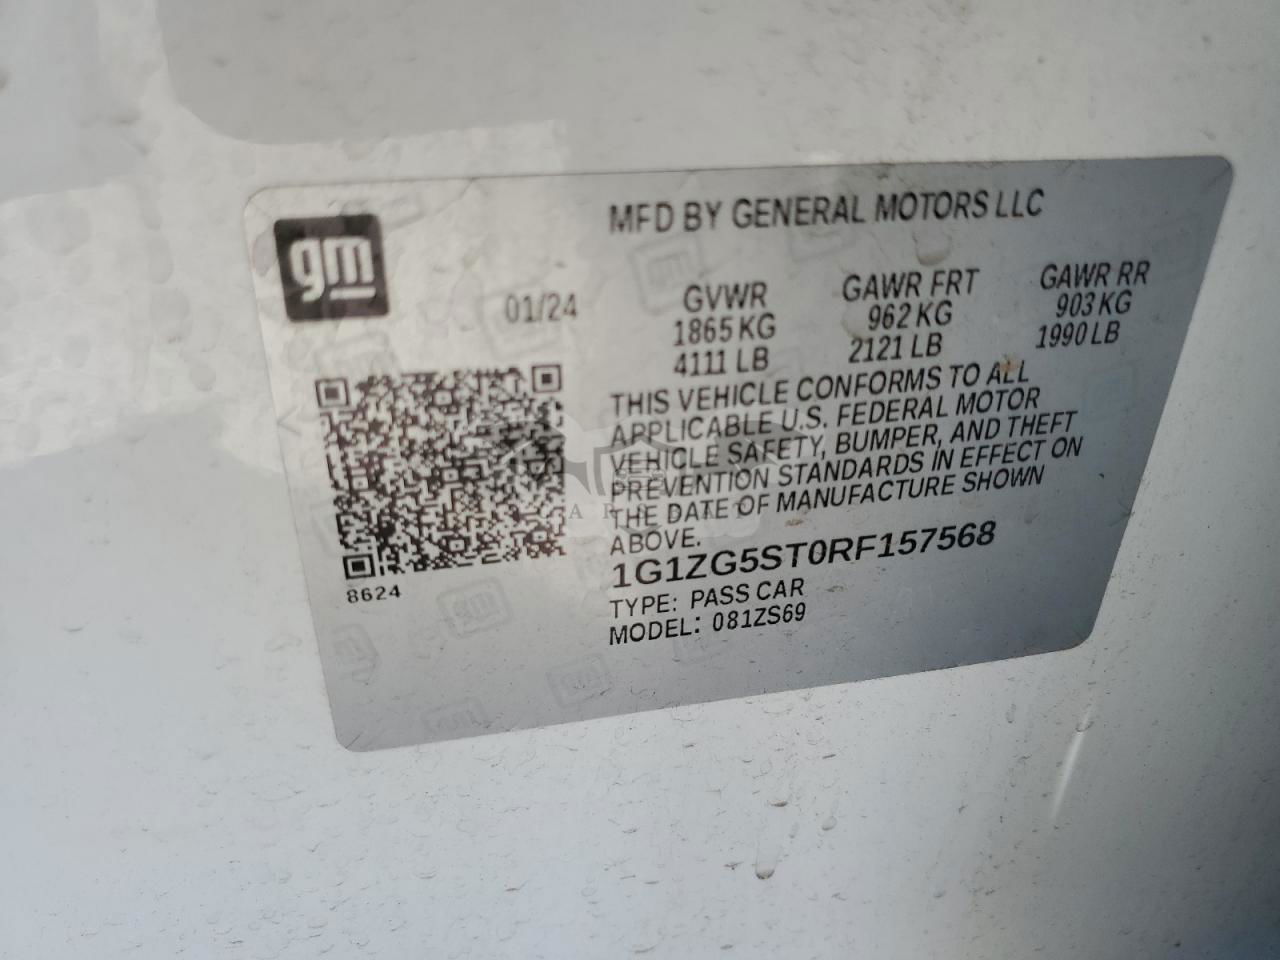 gm
MFD BY GENERAL MOTORS LLC
01/24
GVWR GAWR FRT GAWR RR
1865 KG 962 KG 903 KG
4111 LB 2121 LB 1990 LB
THIS VEHICLE CONFORMS TO ALL
APPLICABLE U.S. FEDERAL MOTOR
VEHICLE SAFETY, BUMPER, AND THEFT
PREVENTION STANDARDS IN EFFECT ON
THE DATE OF MANUFACTURE SHOWN
ABOVE.
1G1ZG5ST0RF157568
TYPE: PASS CAR
MODEL: 081ZS69
8624